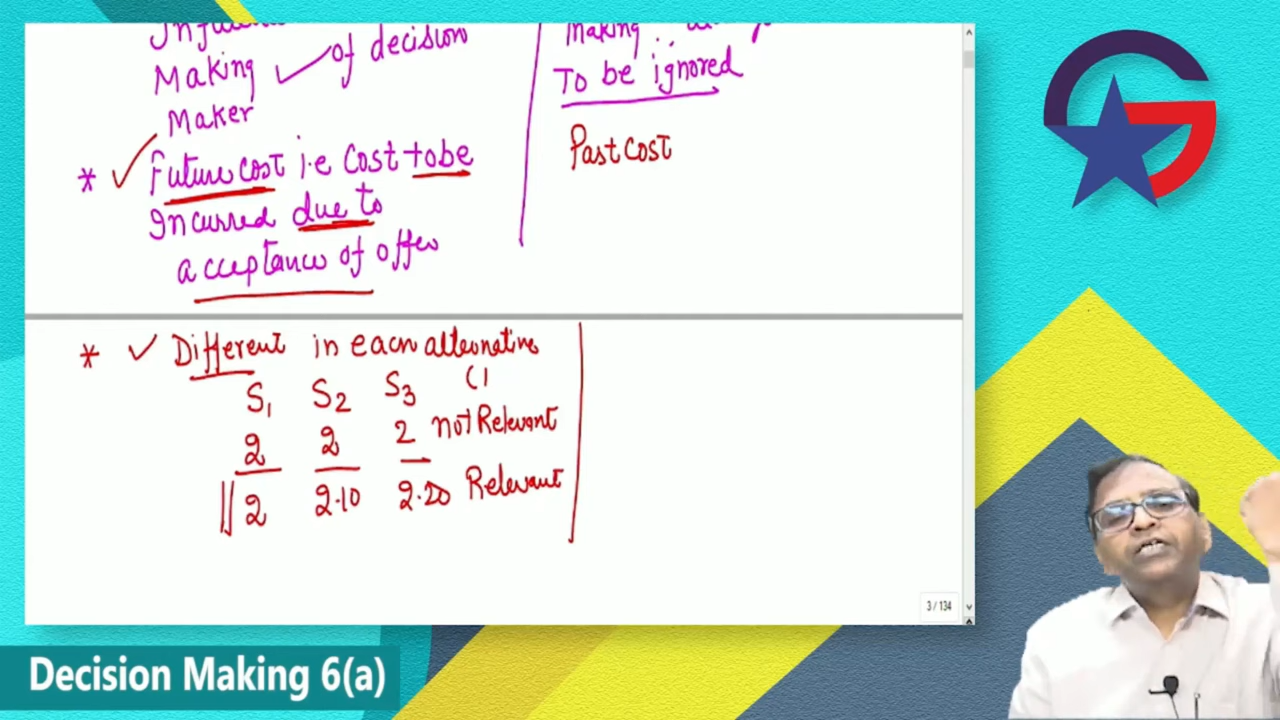 Making of decision
Maker
* Future cost i.e Cost to be
Incurred due to
acceptance of offer
Making
To be ignored
Past cost
* Different in each alternative
S1 S2 S3 (1
2 2 2 not Relevant
2 2.10 2.20 Relevant
3 / 134
Decision Making 6(a)